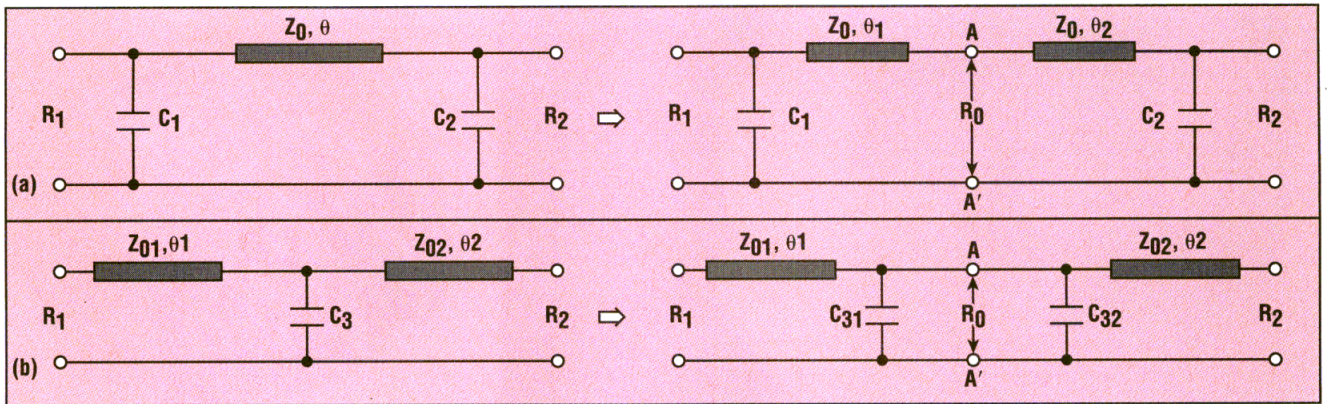 Z0, θ
Z0, θ1
A
Z0, θ2
R1
C1
C2
R2
⇨
R1
C1
R0
C2
R2
(a)
A′
Z01,θ1
Z02, θ2
Z01, θ1
A
Z02, θ2
R1
C3
R2
⇨
R1
C31
R0
C32
R2
(b)
A′